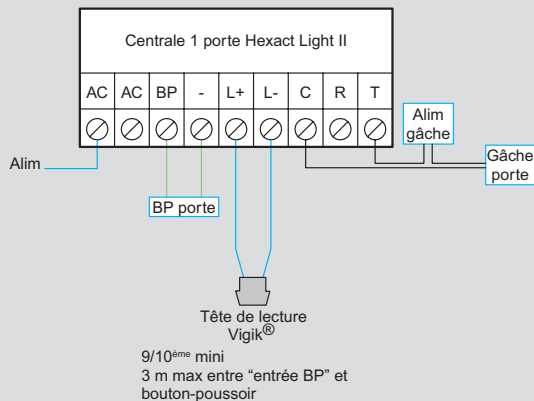 Centrale 1 porte Hexact Light II
AC AC BP - L+ L- C R T
Alim
gâche
Gâche
porte
Alim
BP porte
Tête de lecture
Vigik®
9/10ème mini
3 m max entre “entrée BP” et
bouton-poussoir